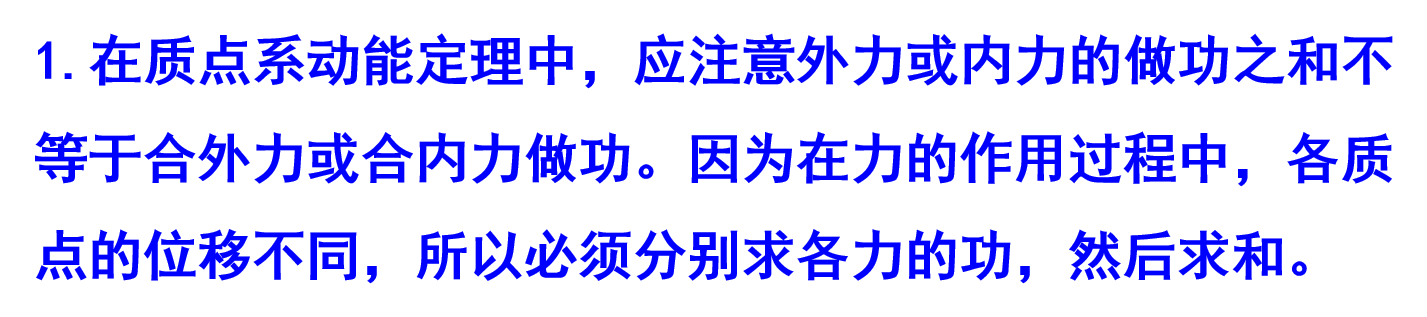 1.在质点系动能定理中，应注意外力或内力的做功之和不
等于合外力或合内力做功。因为在力的作用过程中，各质
点的位移不同，所以必须分别求各力的功，然后求和。